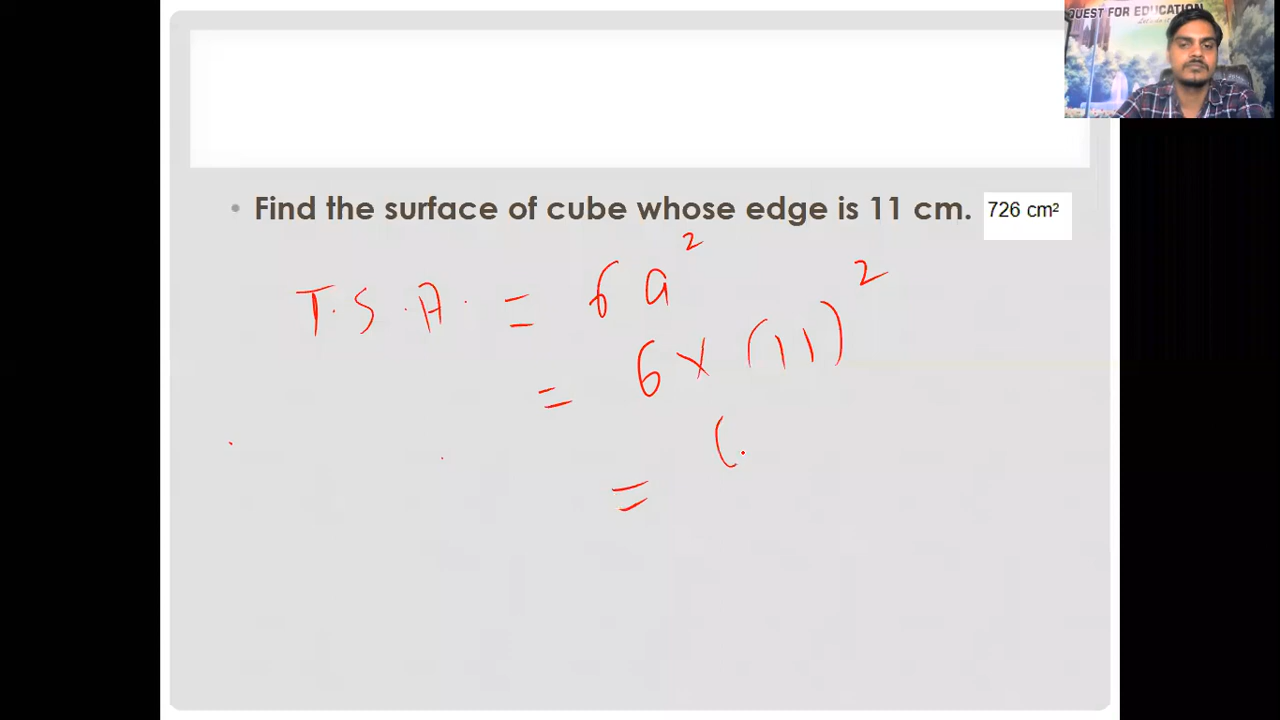 QUEST FOR EDUCATION
• Find the surface of cube whose edge is 11 cm. 726 cm²
T.S.A. = 6a²
= 6 × (11)²
= (